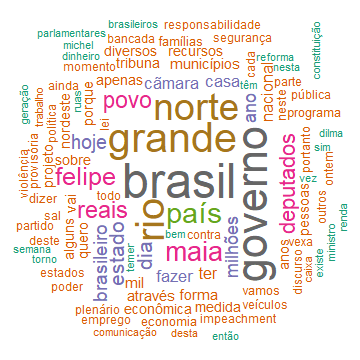 brasileiros responsabilidade
parlamentares bancada famílias segurança
michel diversos recursos
dinheiro tribuna municípios
momento apenas câmara casa
ainda povo norte
nordeste porque lei
hoje grande
sobre
felipe brasil
reais rio país
todo bem contra
temer maia
dia
fazer ter
mil através forma vamos
plenário econômica medida veículos
emprego economia impeachment
comunicação desta então
geração
trabalho
ruas
política
projeto
provisória
violência
dizer
sal
partido
deste
semana
torno
estados
poder
alguns
vai
quero
brasileiro
estado
milhões
governo
deputados
ano
nacional
cada
têm
reforma
nesta
parte
neste
pública
programa
constituição
dilma
sim
portanto
ontem
vez
pessoas
outros
anos
discurso
vexa
caixa
existe
ministro
renda